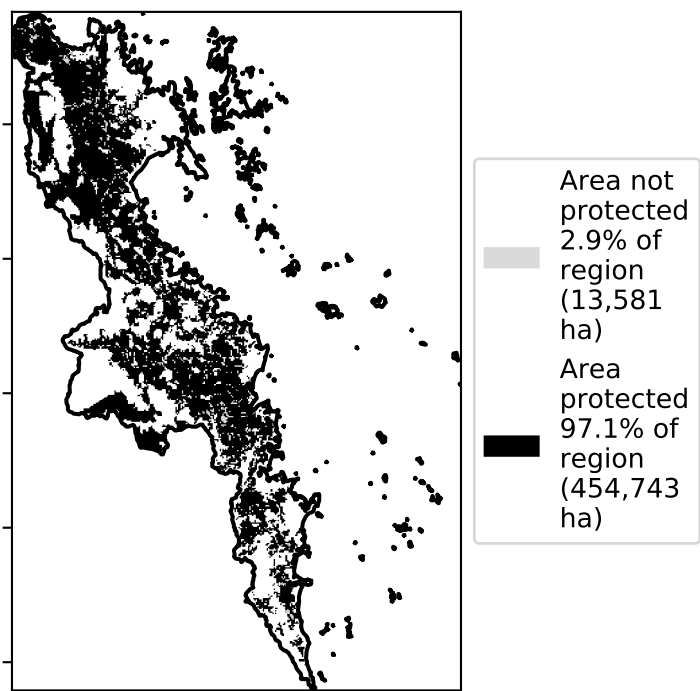 Area not
protected
2.9% of
region
(13,581
ha)
Area
protected
97.1% of
region
(454,743
ha)